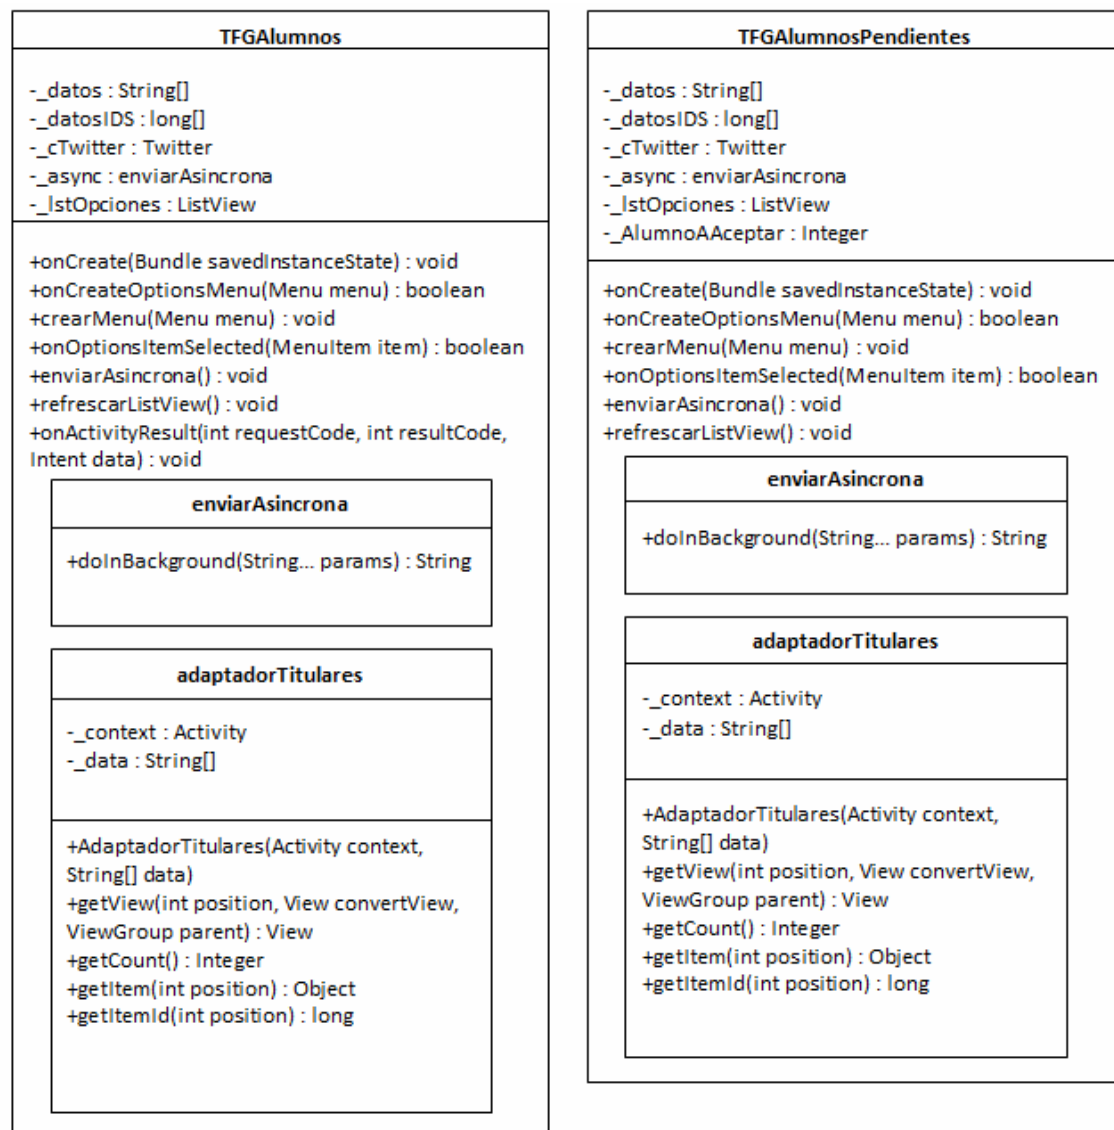 TFGAlumnos
-_datos : String[]
-_datosIDS : long[]
-_cTwitter : Twitter
-_async : enviarAsincrona
-_lstOpciones : ListView
+onCreate(Bundle savedInstanceState) : void
+onCreateOptionsMenu(Menu menu) : boolean
+crearMenu(Menu menu) : void
+onOptionsItemSelected(MenuItem item) : boolean
+enviarAsincrona() : void
+refrescarListView() : void
+onActivityResult(int requestCode, int resultCode,
Intent data) : void
enviarAsincrona
+doInBackground(String... params) : String
adaptadorTitulares
-_context : Activity
-_data : String[]
+AdaptadorTitulares(Activity context,
String[] data)
+getView(int position, View convertView,
ViewGroup parent) : View
+getCount() : Integer
+getItem(int position) : Object
+getItemId(int position) : long
TFGAlumnosPendientes
-_datos : String[]
-_datosIDS : long[]
-_cTwitter : Twitter
-_async : enviarAsincrona
-_lstOpciones : ListView
-_AlumnoAAceptar : Integer
+onCreate(Bundle savedInstanceState) : void
+onCreateOptionsMenu(Menu menu) : boolean
+crearMenu(Menu menu) : void
+onOptionsItemSelected(MenuItem item) : boolean
+enviarAsincrona() : void
+refrescarListView() : void
enviarAsincrona
+doInBackground(String... params) : String
adaptadorTitulares
-_context : Activity
-_data : String[]
+AdaptadorTitulares(Activity context,
String[] data)
+getView(int position, View convertView,
ViewGroup parent) : View
+getCount() : Integer
+getItem(int position) : Object
+getItemId(int position) : long